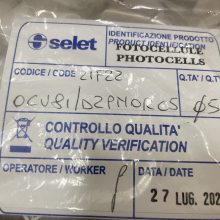 selet
IDENTIFICAZIONE PRODOTTO
PRODUCT IDENTIFICATION
FOTOCELLULE
PHOTOCELLS
CODICE / CODE 21F22
Q.TA' / Q.TY
OCV81/D2PMORCS
CONTROLLO QUALITA'
QUALITY VERIFICATION
OPERATORE / WORKER
DATA / DATE
27 LUG. 202